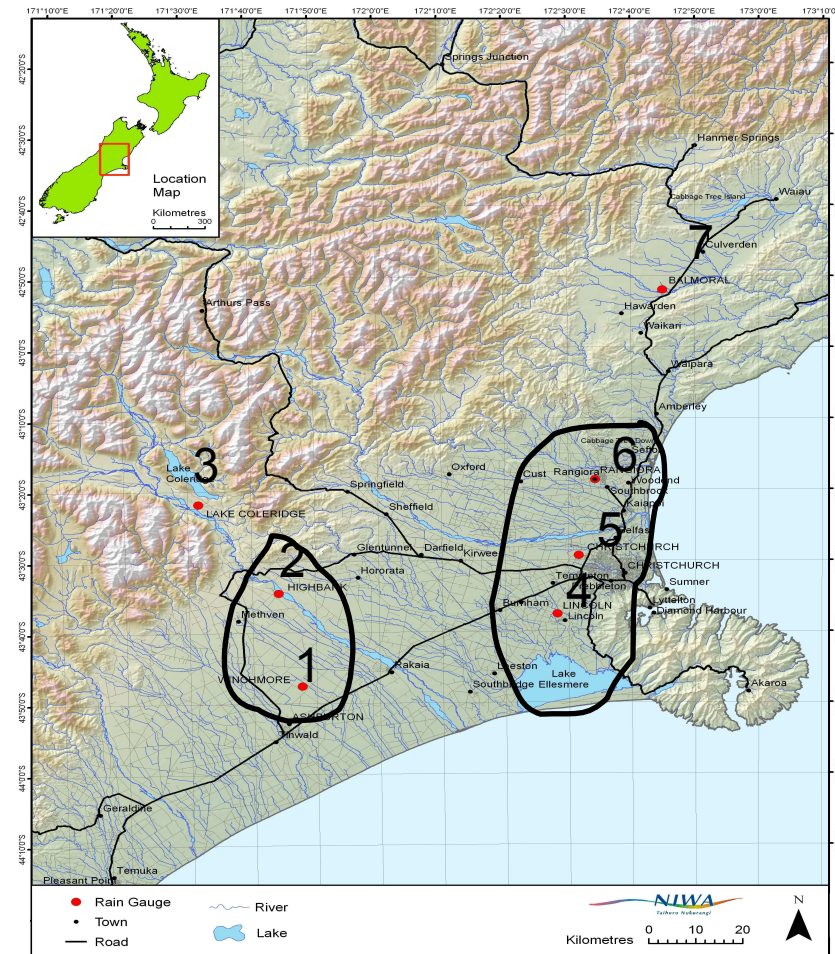 171°10'0"E 171°20'0"E 171°30'0"E 171°40'0"E 171°50'0"E 172°0'0"E 172°10'0"E 172°20'0"E 172°30'0"E 172°40'0"E 172°50'0"E 173°0'0"E
42°20'0"S
42°30'0"S
42°40'0"S
42°50'0"S
43°0'0"S
43°10'0"S
43°20'0"S
43°30'0"S
43°40'0"S
43°50'0"S
44°0'0"S
44°10'0"S
Location
Map
Kilometres
0 300
Springs Junction
Hanmer Springs
Cabbage Tree Island
Waiau
7
Culverden
BALMORAL
Arthurs Pass
Hawarden
Waikari
Waipara
Amberley
Sefton
6
3
Lake
Oxford
Cust
Rangiora
RANGIORA
Woodend
Southbrook
Springfield
Kaiapoi
LAKE COLERIDGE
Sheffield
5
2
Glentunnel
Darfield
Kirwee
CHRISTCHURCH
Hororata
CHRISTCHURCH
HIGHBANK
4
Sumner
Methven
Burnham
LINCOLN
Lincoln
Lyttelton
Diamond Harbour
1
Rakaia
Leeston
Lake
Ellesmere
WINCHMORE
Southbridge
Akaroa
ASHBURTON
Tinwald
Geraldine
Temuka
Pleasant Point
Rain Gauge
Town
Road
River
Lake
NIWA
Taihoro Nukurangi
Kilometres 0 10 20
N